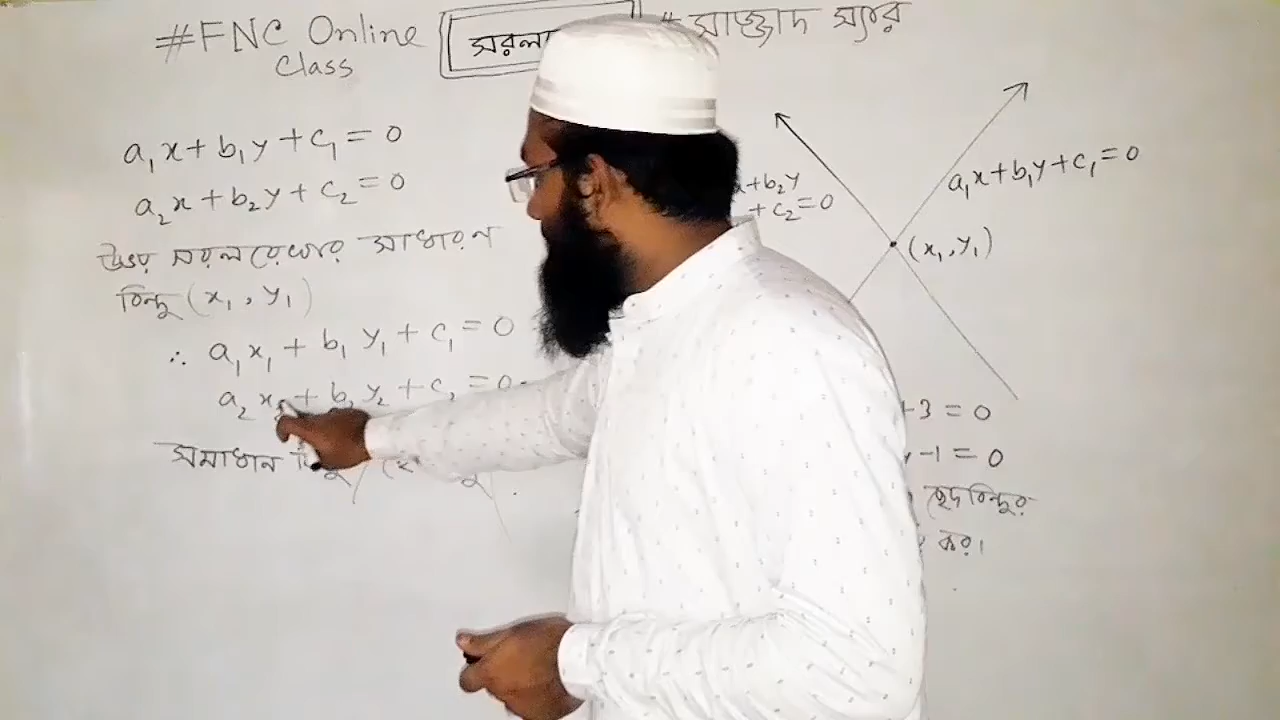 #FNC Online
Class
সরলা
# সাজ্জাদ স্যার
a₁x + b₁y + c₁ = 0
a₂x + b₂y + c₂ = 0
উভয় সরলরেখার সাধারণ
বিন্দু (x₁, y₁)
∴ a₁x₁ + b₁y₁ + c₁ = 0
a₂x₂ + b₂y₂ + c₂ = 0
সমাধান
x + b₂y
+ c₂ = 0
a₁x + b₁y + c₁ = 0
(x₁, y₁)
+3 = 0
-1 = 0
ছেদবিন্দুর
কর।